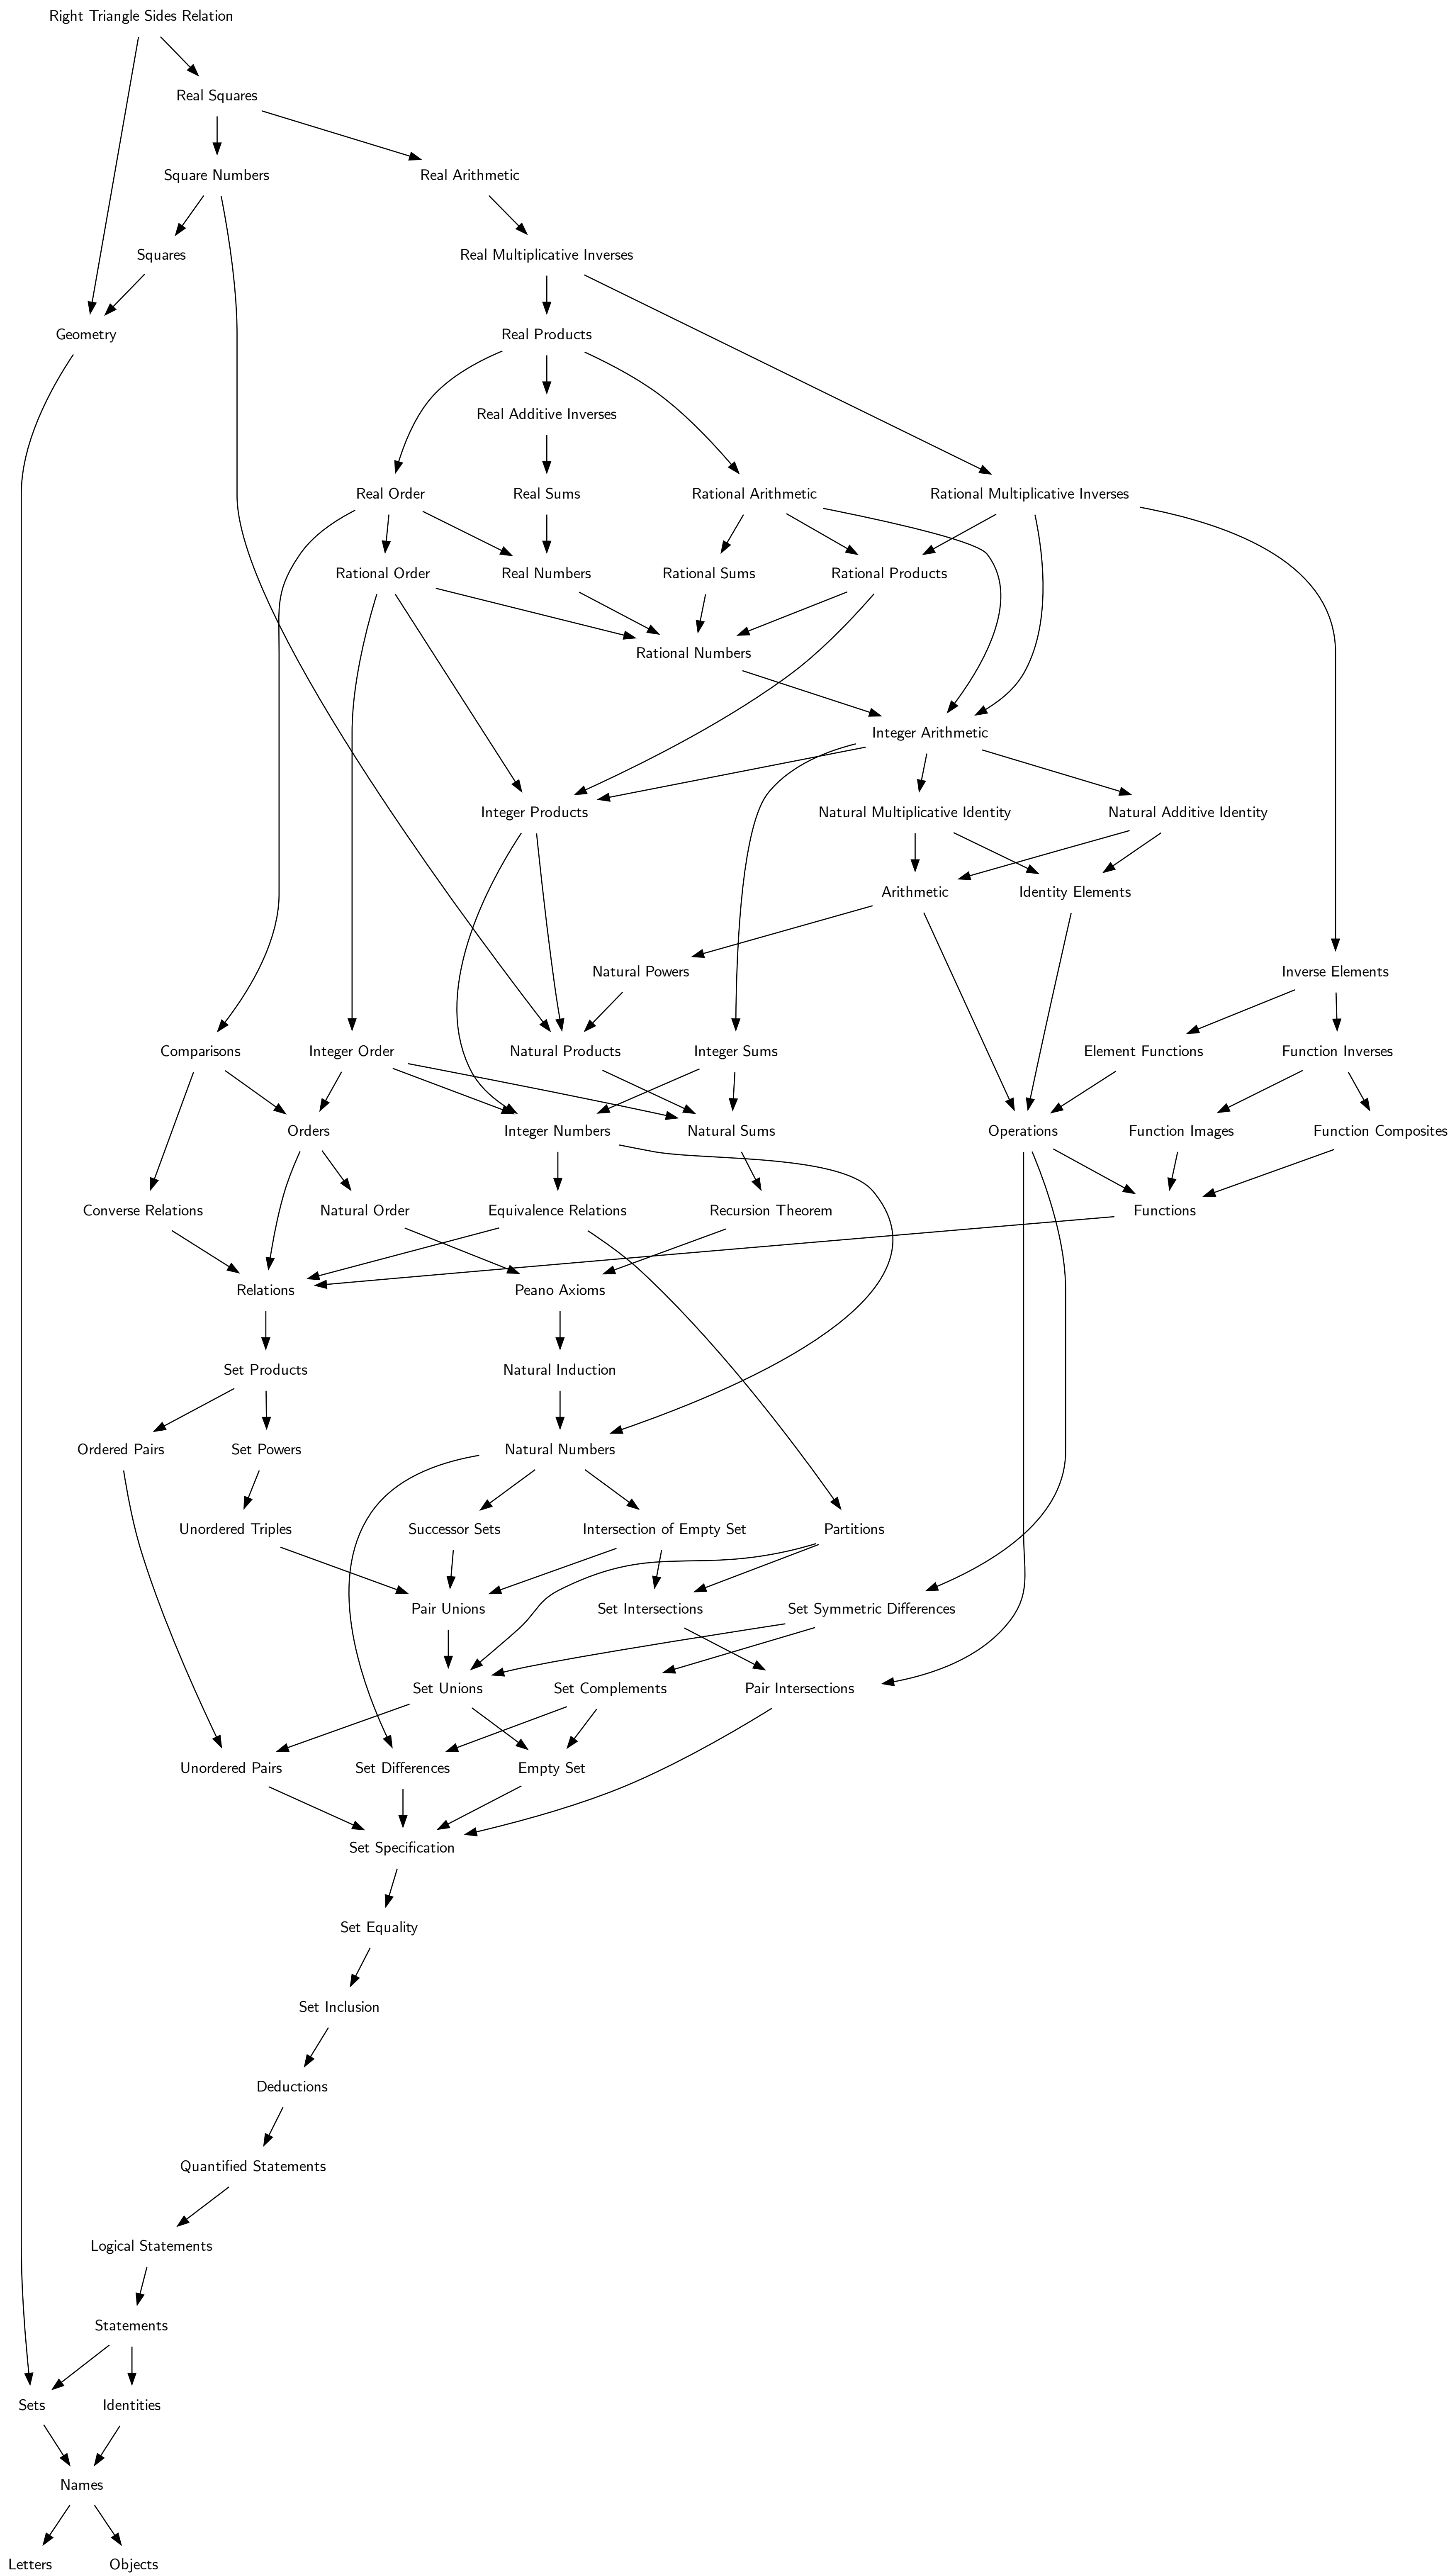 Right Triangle Sides Relation
Real Squares
Square Numbers
Real Arithmetic
Squares
Real Multiplicative Inverses
Geometry
Real Products
Real Additive Inverses
Real Order
Real Sums
Rational Arithmetic
Rational Multiplicative Inverses
Rational Order
Real Numbers
Rational Sums
Rational Products
Rational Numbers
Integer Arithmetic
Integer Products
Natural Multiplicative Identity
Natural Additive Identity
Arithmetic
Identity Elements
Natural Powers
Inverse Elements
Comparisons
Integer Order
Natural Products
Integer Sums
Element Functions
Function Inverses
Orders
Integer Numbers
Natural Sums
Operations
Function Images
Function Composites
Converse Relations
Natural Order
Equivalence Relations
Recursion Theorem
Functions
Relations
Peano Axioms
Set Products
Natural Induction
Ordered Pairs
Set Powers
Natural Numbers
Unordered Triples
Successor Sets
Intersection of Empty Set
Partitions
Pair Unions
Set Intersections
Set Symmetric Differences
Set Unions
Set Complements
Pair Intersections
Unordered Pairs
Set Differences
Empty Set
Set Specification
Set Equality
Set Inclusion
Deductions
Quantified Statements
Logical Statements
Statements
Sets
Identities
Names
Letters
Objects